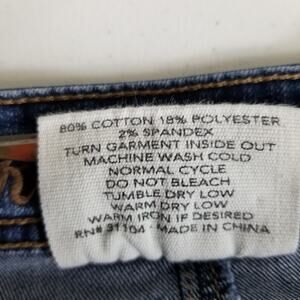 80% COTTON 18% POLYESTER
2% SPANDEX
TURN GARMENT INSIDE OUT
MACHINE WASH COLD
NORMAL CYCLE
DO NOT BLEACH
TUMBLE DRY LOW
WARM DRY LOW
WARM IRON IF DESIRED
RN# 31104 - MADE IN CHINA